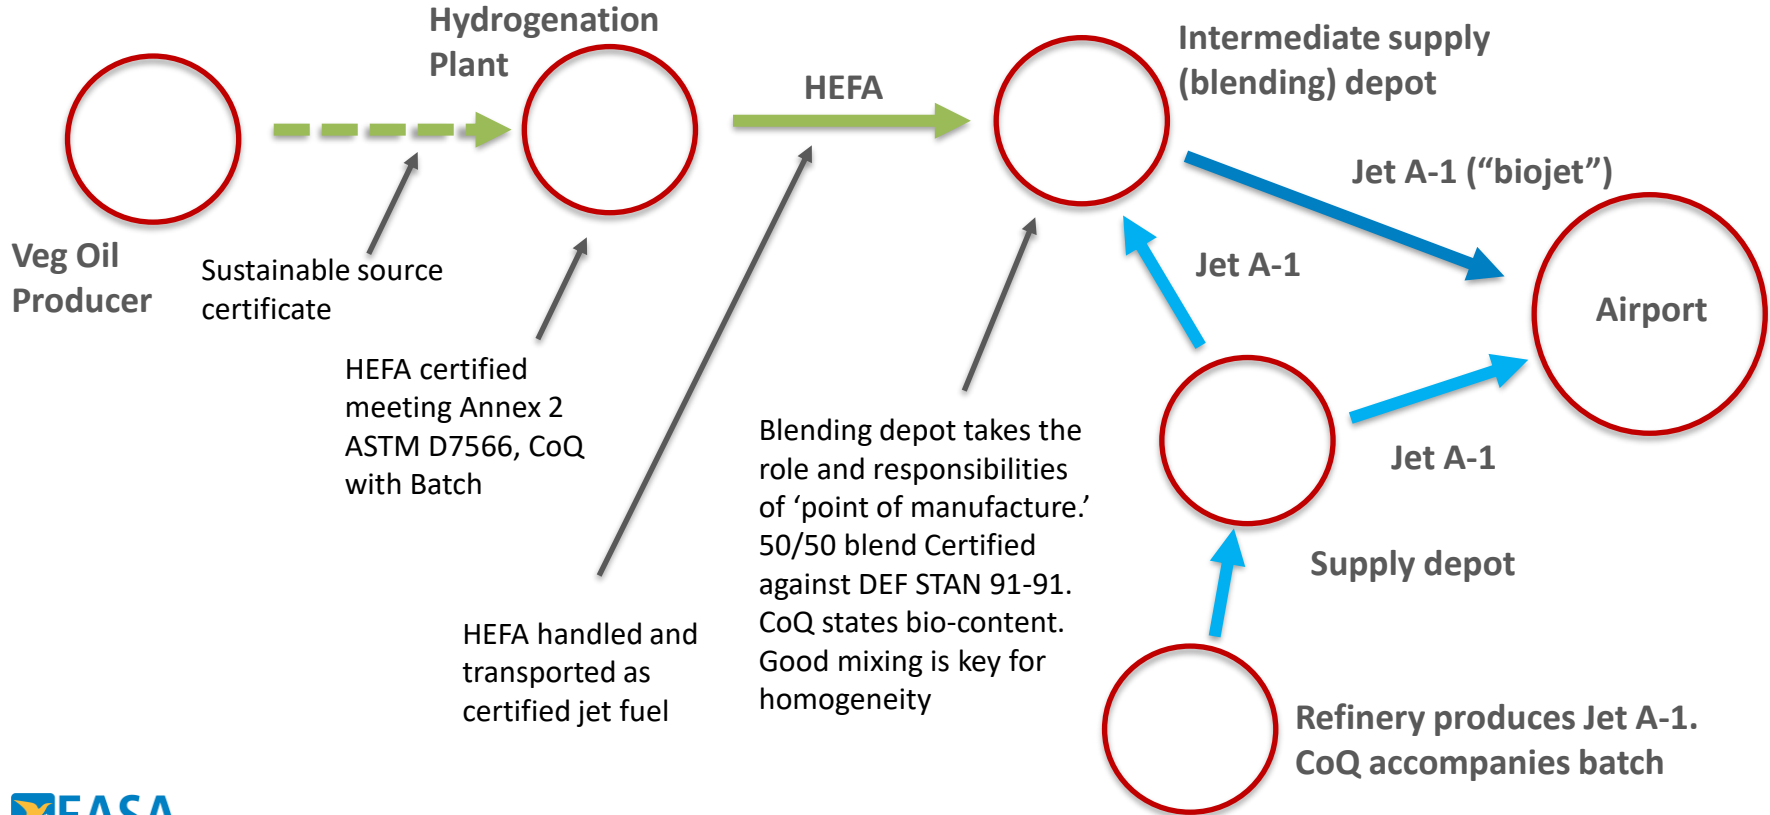 Hydrogenation
Plant
HEFA
Intermediate supply
(blending) depot
Jet A-1 (“biojet”)
Veg Oil
Producer
Sustainable source
certificate
Jet A-1
Airport
HEFA certified
meeting Annex 2
ASTM D7566, CoQ
with Batch
Blending depot takes the
role and responsibilities
of ‘point of manufacture.’
50/50 blend Certified
against DEF STAN 91-91.
CoQ states bio-content.
Good mixing is key for
homogeneity
Jet A-1
Supply depot
HEFA handled and
transported as
certified jet fuel
Refinery produces Jet A-1.
CoQ accompanies batch
EASA